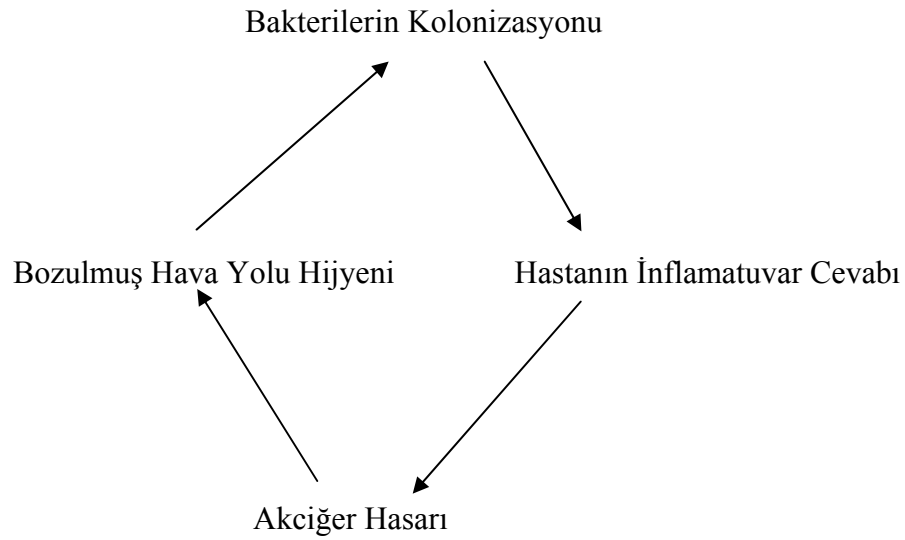 Bakterilerin Kolonizasyonu
Bozulmuş Hava Yolu Hijyeni
Hastanın İnflamatuvar Cevabı
Akciğer Hasarı